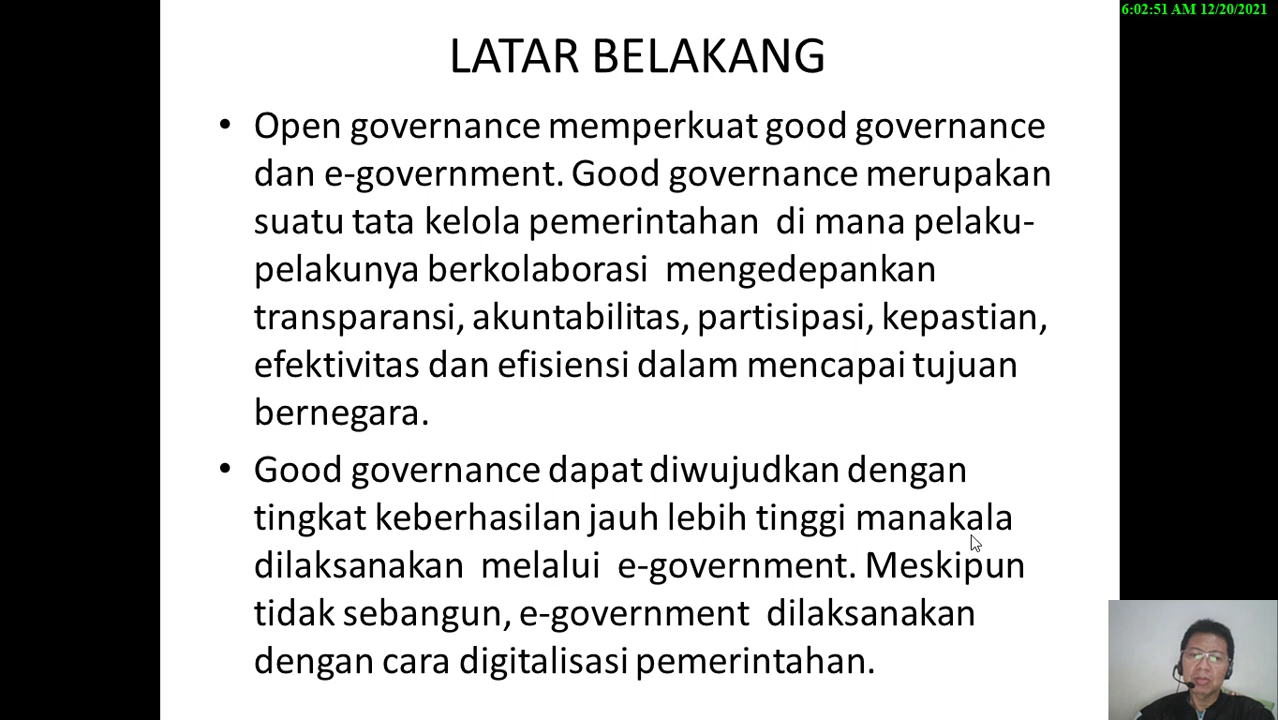 6:02:51 AM 12/20/2021
LATAR BELAKANG
• Open governance memperkuat good governance
dan e-government. Good governance merupakan
suatu tata kelola pemerintahan di mana pelaku-
pelakunya berkolaborasi mengedepankan
transparansi, akuntabilitas, partisipasi, kepastian,
efektivitas dan efisiensi dalam mencapai tujuan
bernegara.
• Good governance dapat diwujudkan dengan
tingkat keberhasilan jauh lebih tinggi manakala
dilaksanakan melalui e-government. Meskipun
tidak sebangun, e-government dilaksanakan
dengan cara digitalisasi pemerintahan.